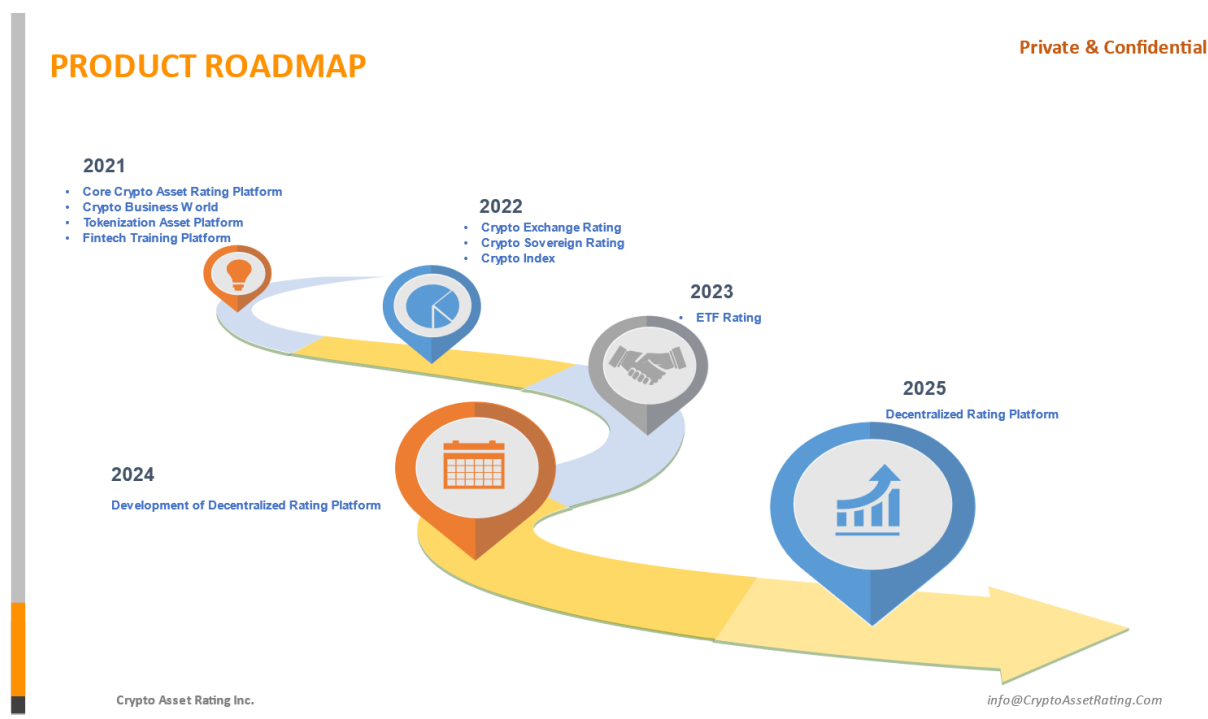 Private & Confidential
PRODUCT ROADMAP
2021
• Core Crypto Asset Rating Platform
• Crypto Business World
• Tokenization Asset Platform
• Fintech Training Platform
2022
• Crypto Exchange Rating
• Crypto Sovereign Rating
• Crypto Index
2023
• ETF Rating
2025
Decentralized Rating Platform
2024
Development of Decentralized Rating Platform
Crypto Asset Rating Inc.
info@CryptoAssetRating.Com